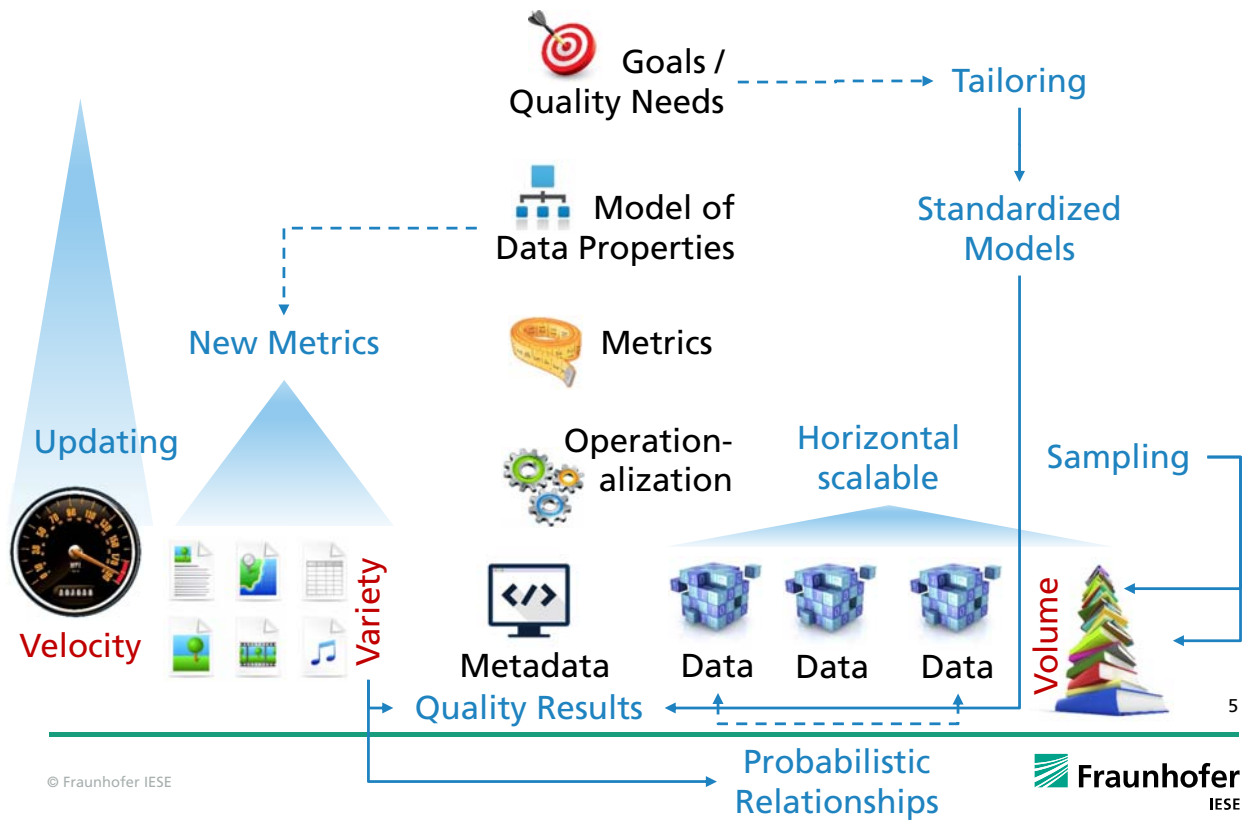 Goals /
Quality Needs
Tailoring
Model of
Data Properties
Standardized
Models
New Metrics
Metrics
Updating
Operation-
alization
Horizontal
scalable
Sampling
Velocity
Variety
Metadata
Data
Data
Data
Volume
Quality Results
5
Probabilistic
Relationships
© Fraunhofer IESE
Fraunhofer
IESE